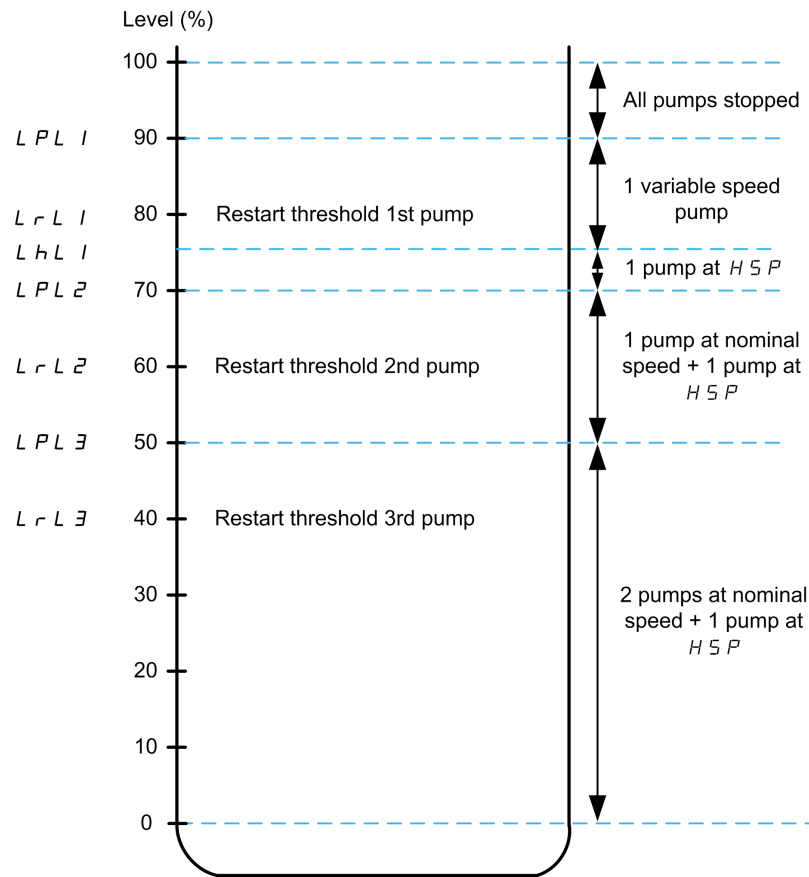 Level (%)
100
All pumps stopped
LPL1 90
1 variable speed
pump
LrL1 80 Restart threshold 1st pump
LhL1
1 pump at HSP
LPL2 70
1 pump at nominal
speed + 1 pump at
HSP
LrL2 60 Restart threshold 2nd pump
LPL3 50
LrL3 40 Restart threshold 3rd pump
30
2 pumps at nominal
speed + 1 pump at
HSP
20
10
0